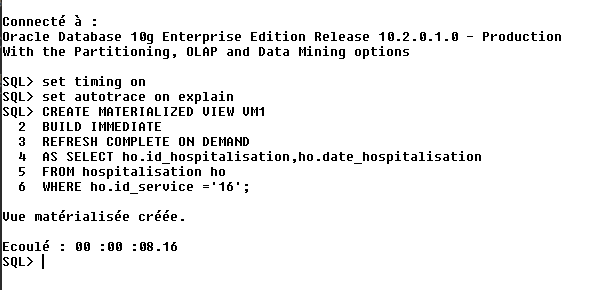 Connecté à :
Oracle Database 10g Enterprise Edition Release 10.2.0.1.0 - Production
With the Partitioning, OLAP and Data Mining options
SQL> set timing on
SQL> set autotrace on explain
SQL> CREATE MATERIALIZED VIEW VM1
2 BUILD IMMEDIATE
3 REFRESH COMPLETE ON DEMAND
4 AS SELECT ho.id_hospitalisation,ho.date_hospitalisation
5 FROM hospitalisation ho
6 WHERE ho.id_service ='16';
Vue matérialisée créée.
Ecoulé : 00 :00 :08.16
SQL>